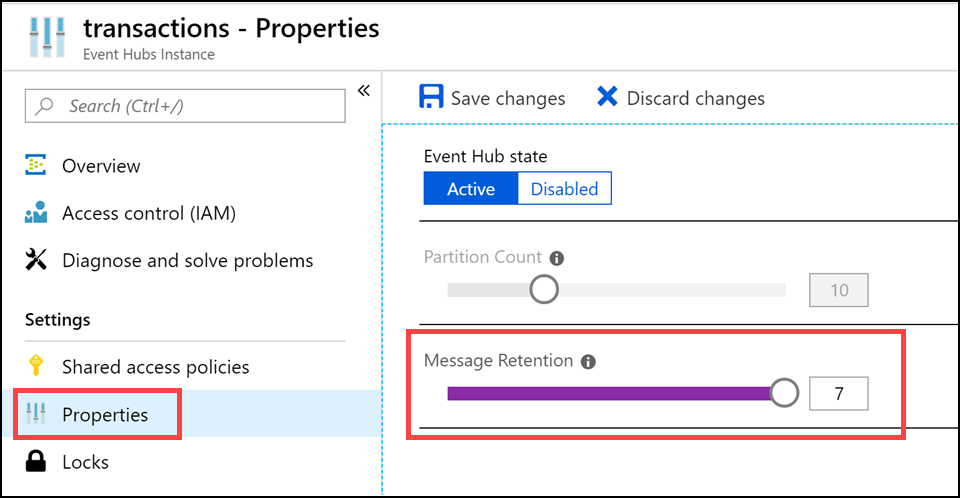 transactions - Properties
Event Hubs Instance
«
Search (Ctrl+/)
Overview
Access control (IAM)
Diagnose and solve problems
Settings
Shared access policies
Properties
Locks
Save changes
Discard changes
Event Hub state
Active
Disabled
Partition Count
10
Message Retention
7